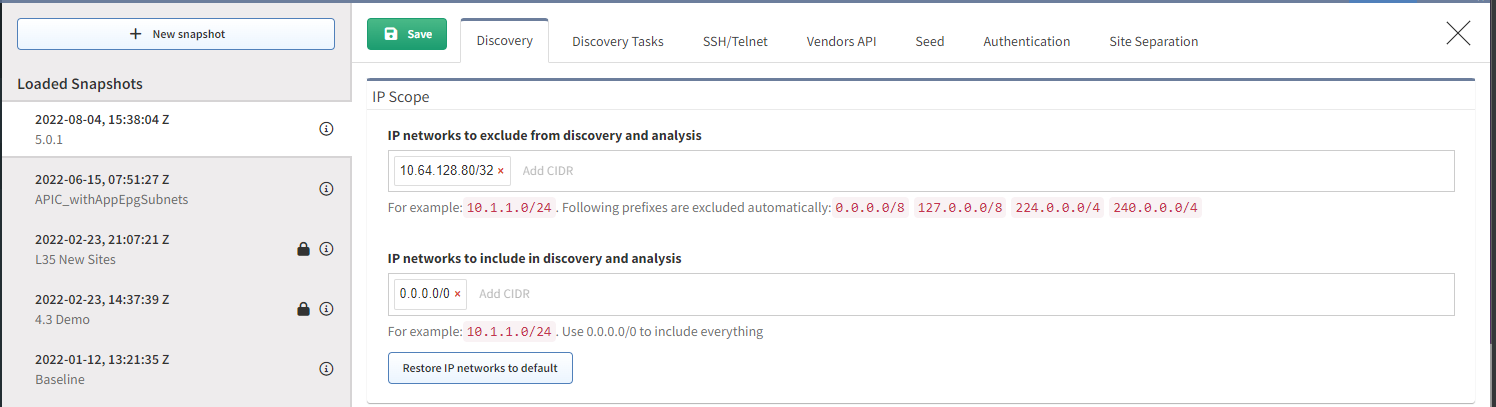 New snapshot
Loaded Snapshots
2022-08-04, 15:38:04 Z
5.0.1
2022-06-15, 07:51:27 Z
APIC_withAppEpgSubnets
2022-02-23, 21:07:21 Z
L35 New Sites
2022-02-23, 14:37:39 Z
4.3 Demo
2022-01-12, 13:21:35 Z
Baseline
Save Discovery Discovery Tasks SSH/Telnet Vendors API Seed Authentication Site Separation
IP Scope
IP networks to exclude from discovery and analysis
10.64.128.80/32 × Add CIDR
For example: 10.1.1.0/24. Following prefixes are excluded automatically: 0.0.0.0/8 127.0.0.0/8 224.0.0.0/4 240.0.0.0/4
IP networks to include in discovery and analysis
0.0.0.0/0 × Add CIDR
For example: 10.1.1.0/24. Use 0.0.0.0/0 to include everything
Restore IP networks to default